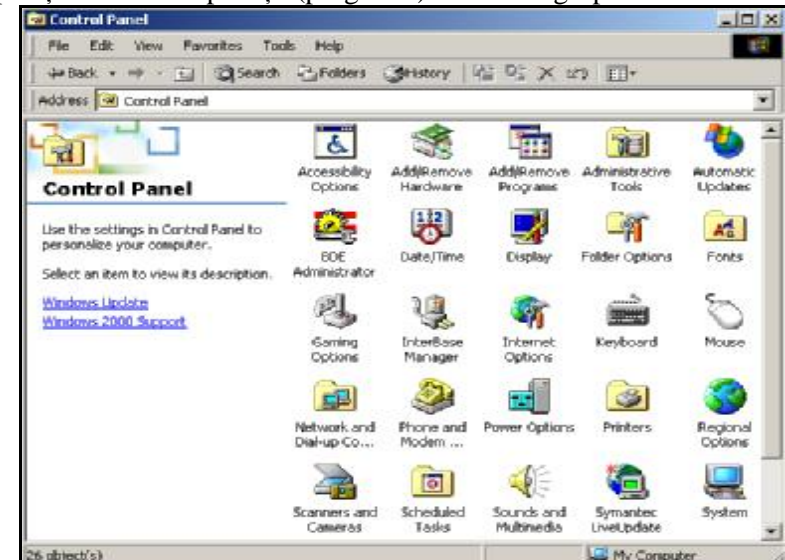 (progr
Control Panel
File Edit View Favorites Tools Help
Back Search Folders History
Address Control Panel
Control Panel
Use the settings in Control Panel to
personalize your computer.
Select an item to view its description.
Windows Update
Windows 2000 Support
Accessibility
Options
Add/Remove
Hardware
Add/Remove
Programs
Administrative
Tools
Automatic
Updates
BDE
Administrator
Date/Time
Display
Folder Options
Fonts
Gaming
Options
InterBase
Manager
Internet
Options
Keyboard
Mouse
Network and
Dial-up Co...
Phone and
Modem ...
Power Options
Printers
Regional
Options
Scanners and
Cameras
Scheduled
Tasks
Sounds and
Multimedia
Symantec
LiveUpdate
System
26 object(s)
My Computer